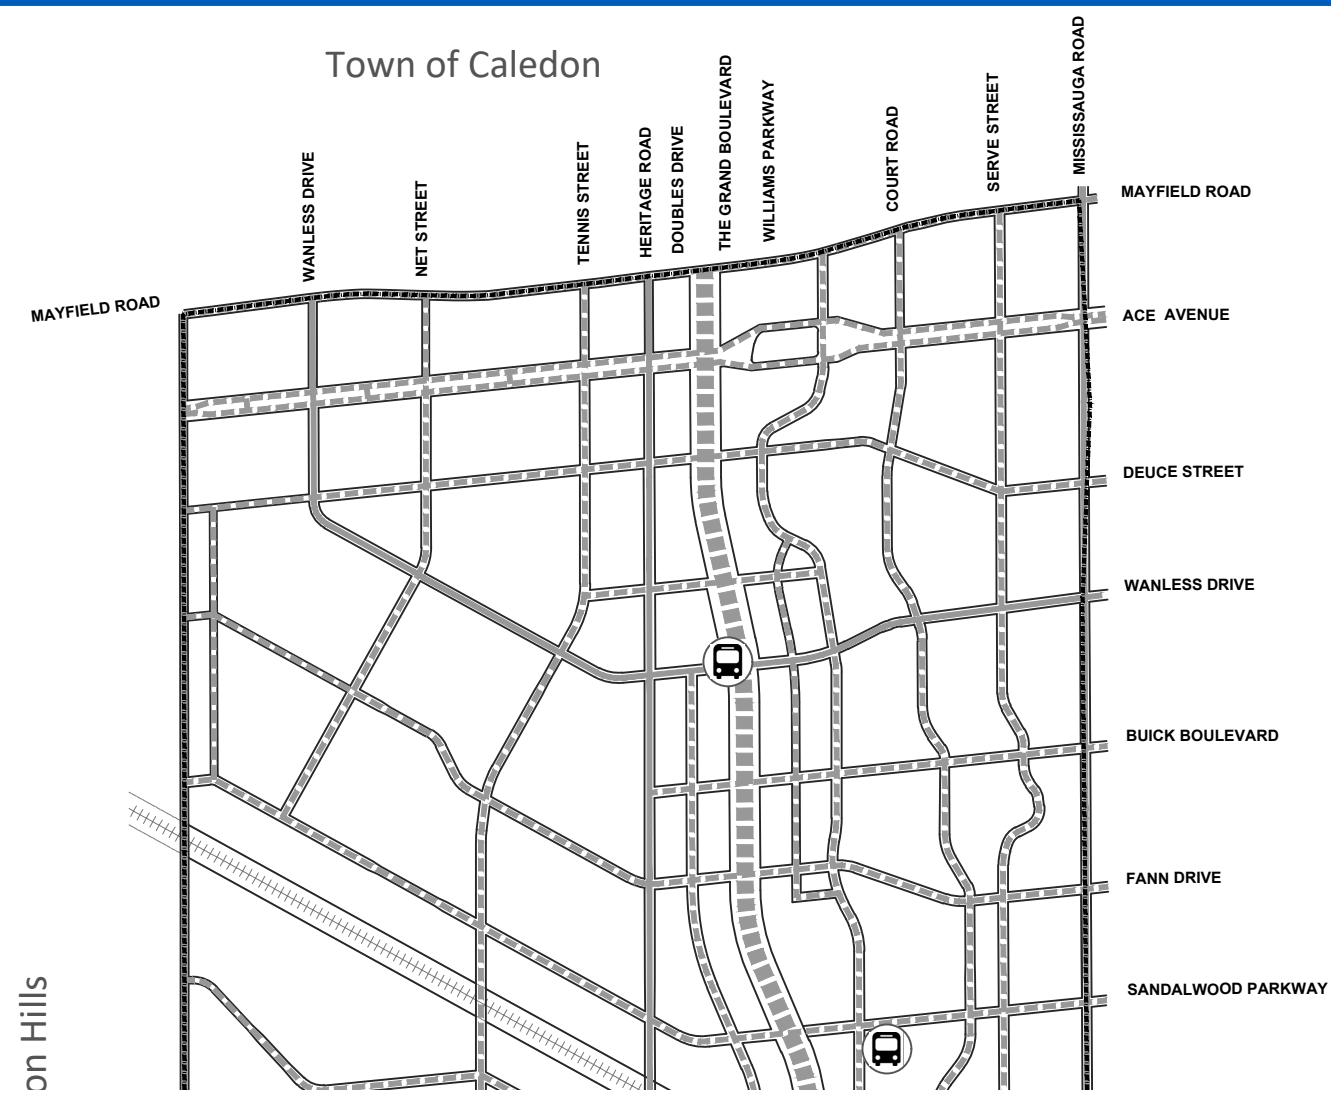 Town of Caledon
WANLESS DRIVE
NET STREET
TENNIS STREET
HERITAGE ROAD
DOUBLES DRIVE
THE GRAND BOULEVARD
WILLIAMS PARKWAY
COURT ROAD
SERVE STREET
MISSISSAUGA ROAD
MAYFIELD ROAD
MAYFIELD ROAD
ACE AVENUE
DEUCE STREET
WANLESS DRIVE
BUICK BOULEVARD
FANN DRIVE
SANDALWOOD PARKWAY
on Hills